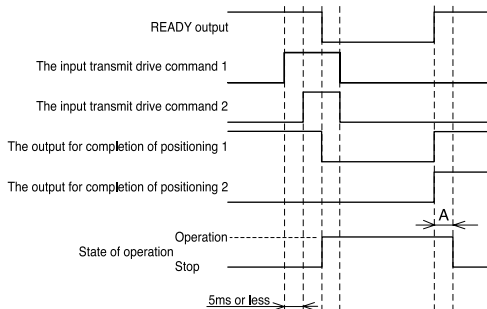 READY output
The input transmit drive command 1
The input transmit drive command 2
The output for completion of positioning 1
The output for completion of positioning 2
A
Operation
State of operation
Stop
5ms or less